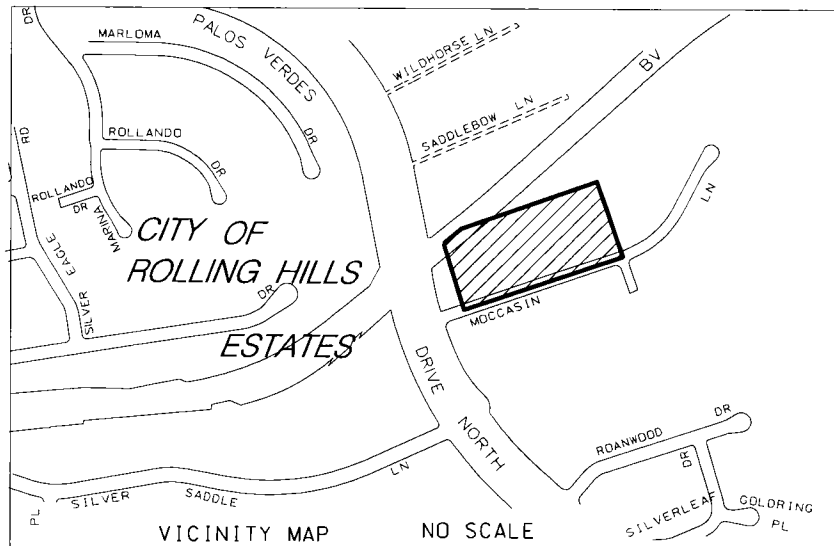 DR
MARLOMA
DR
PALOS VERDES
WILDHORSE LN
SADDLEBOW LN
BV
RD
ROLLANDO
DR
ROLLANDO
DR
MARINA
SILVER EAGLE
CITY OF
ROLLING HILLS
ESTATES
DR
LN
MOCCASIN
DRIVE NORTH
ROANWOOD DR
DR
SILVERLEAF
COLORING
PL
SILVER SADDLE LN
PL
VICINITY MAP NO SCALE